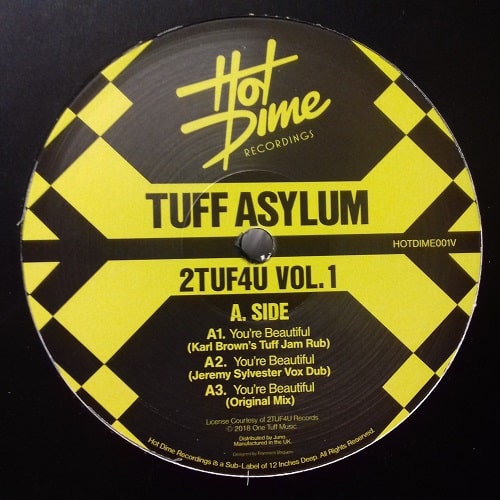 Hot
Dime
RECORDINGS
TUFF ASYLUM
HOTDIME001V
2TUF4U VOL.1
A. SIDE
A1. You're Beautiful
(Karl Brown's Tuff Jam Rub)
A2. You're Beautiful
(Jeremy Sylvester Vox Dub)
A3. You're Beautiful
(Original Mix)
License Courtesy of 2TUF4U Records
© 2018 One Tuff Music.
Distributed by Juno.
Manufactured in the UK.
Designed by
Hot Dime Recordings is a Sub-Label of 12 Inches Deep. All Rights Reserved.